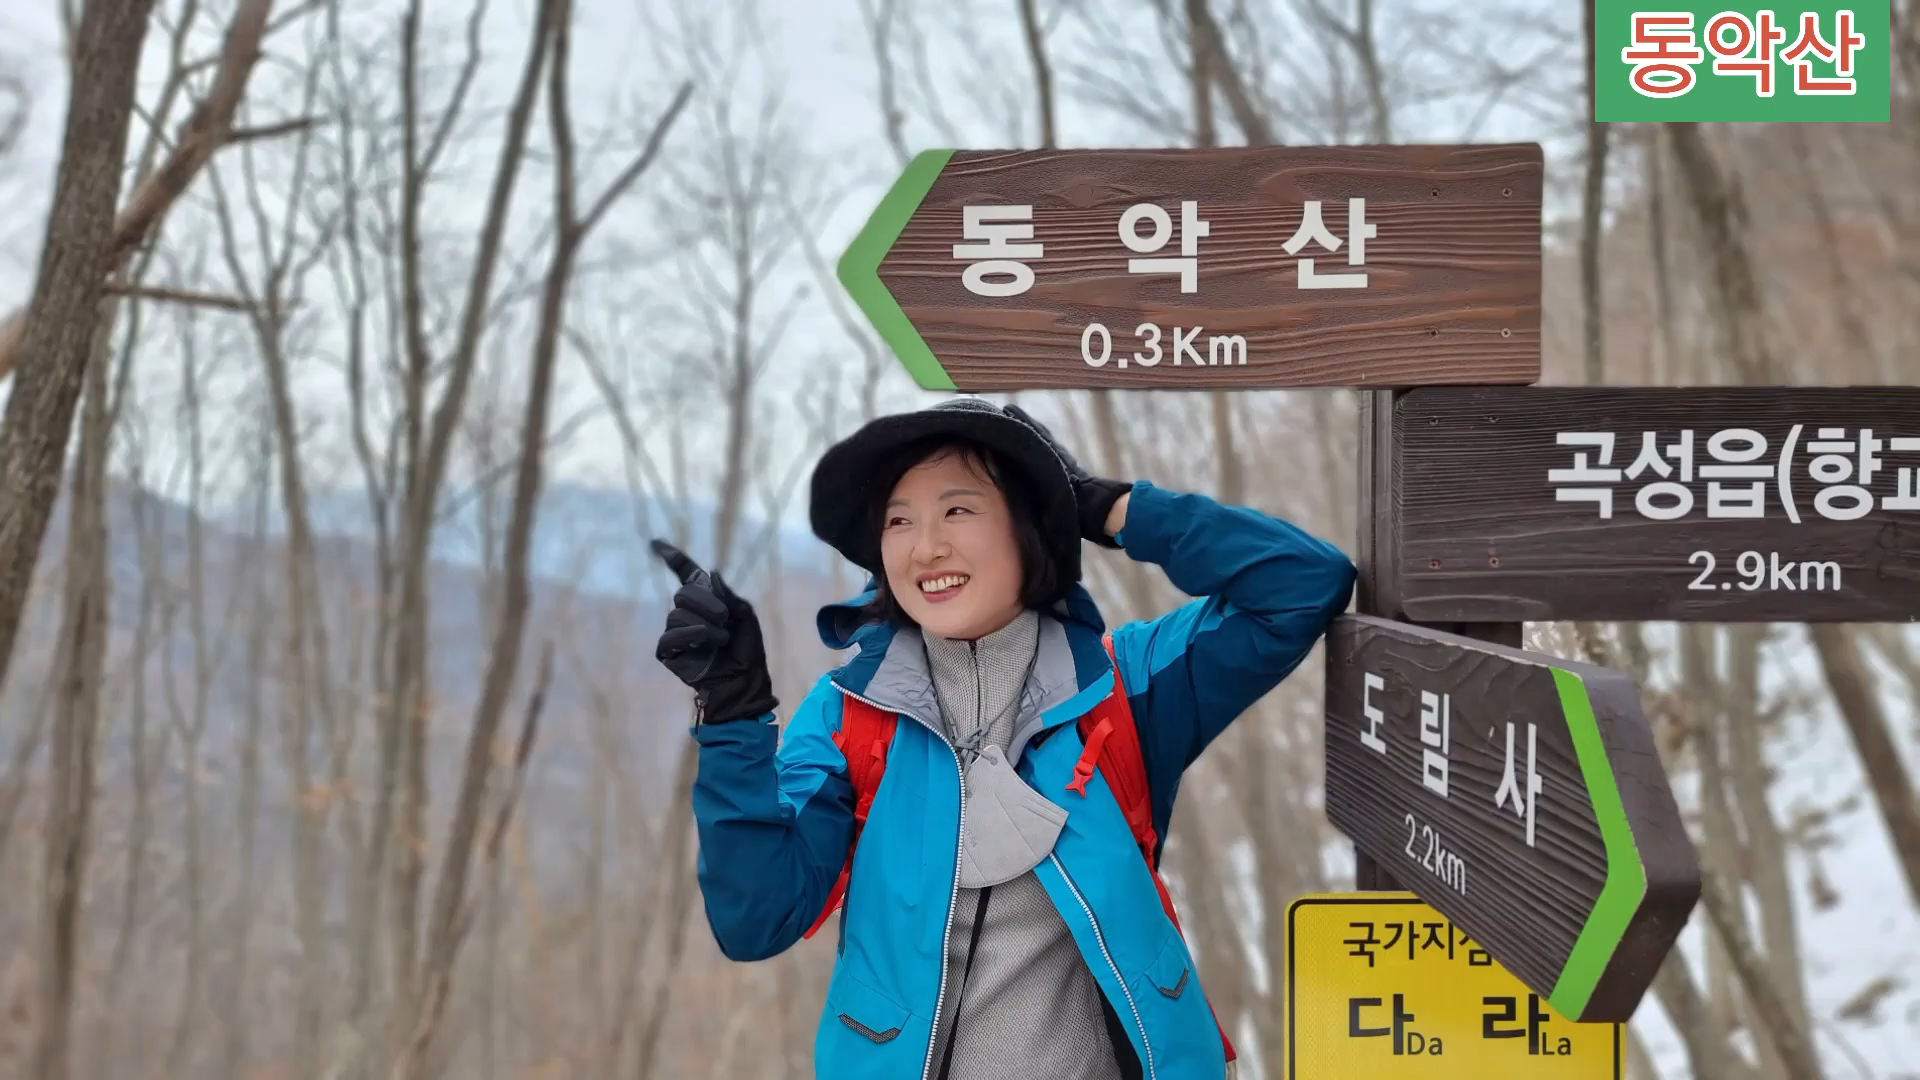 동악산
동 악 산
0.3Km
곡성읍(향교
2.9km
도 림 사
2.2km
국가지점
다Da 라La